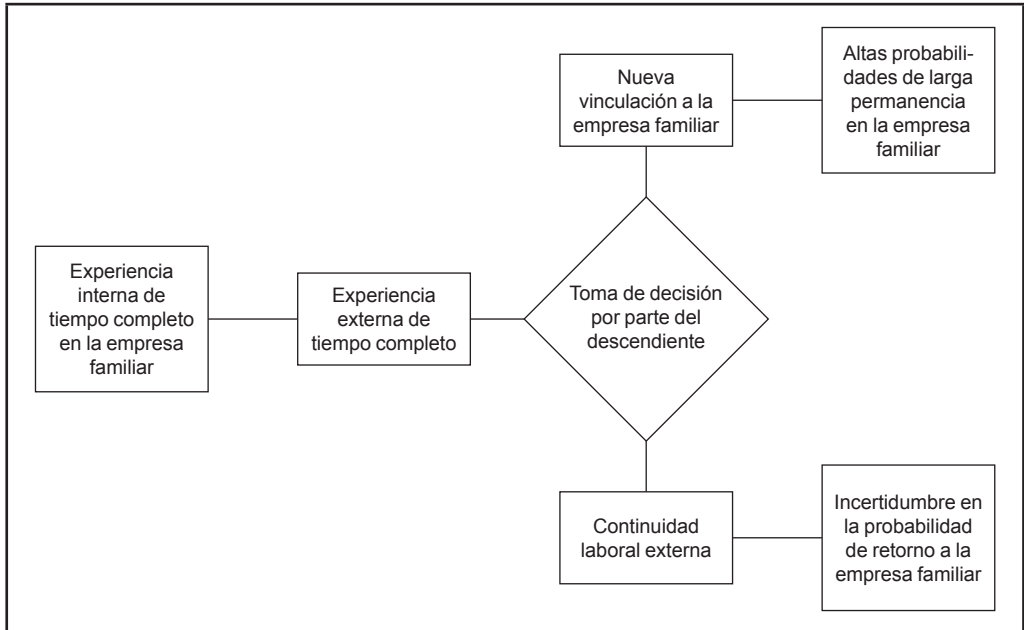 Experiencia
interna de
tiempo completo
en la empresa
familiar
Experiencia
externa de
tiempo completo
Toma de decisión
por parte del
descendiente
Nueva
vinculación a la
empresa familiar
Altas probabili-
dades de larga
permanencia
en la empresa
familiar
Continuidad
laboral externa
Incertidumbre en
la probabilidad
de retorno a la
empresa familiar